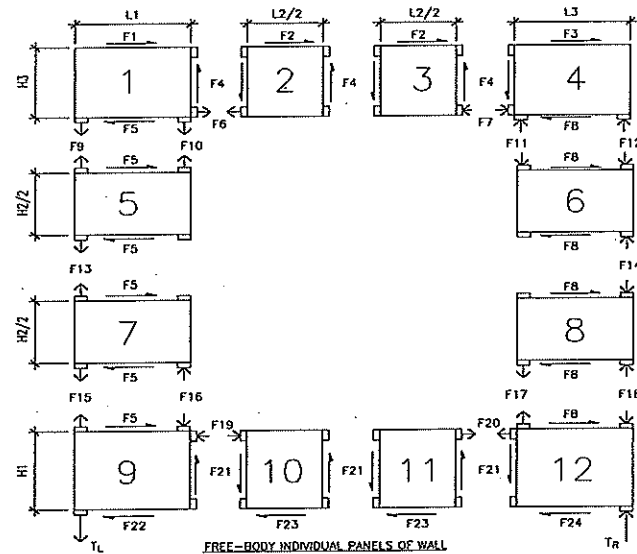 L1 L2/2 L2/2 L3
F1 F2 F2 F3
H3 1 F4 2 F4 3 F4 4
F5 F6 F7 F8
F9 F10 F11 F12
F5 F8
H2/2 5 6
F5 F8
F13 F14
H2/2 7 8
F5 F8
F15 F16 F17 F18
F5 F19 F20 F8
H1 9 F21 10 F21 11 F21 12
F22 F23 F23 F24
TL TR
FREE-BODY INDIVIDUAL PANELS OF WALL